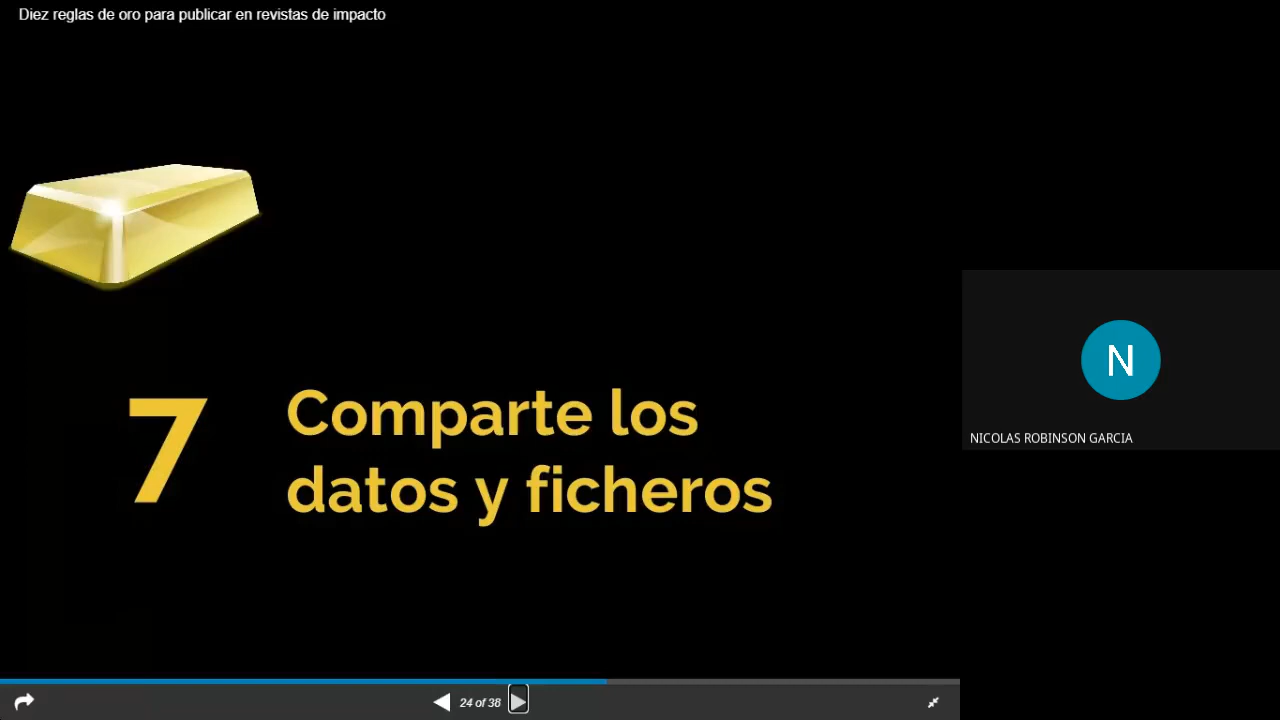 Diez reglas de oro para publicar en revistas de impacto
7
Comparte los
datos y ficheros
N
NICOLAS ROBINSON GARCIA
24 of 38